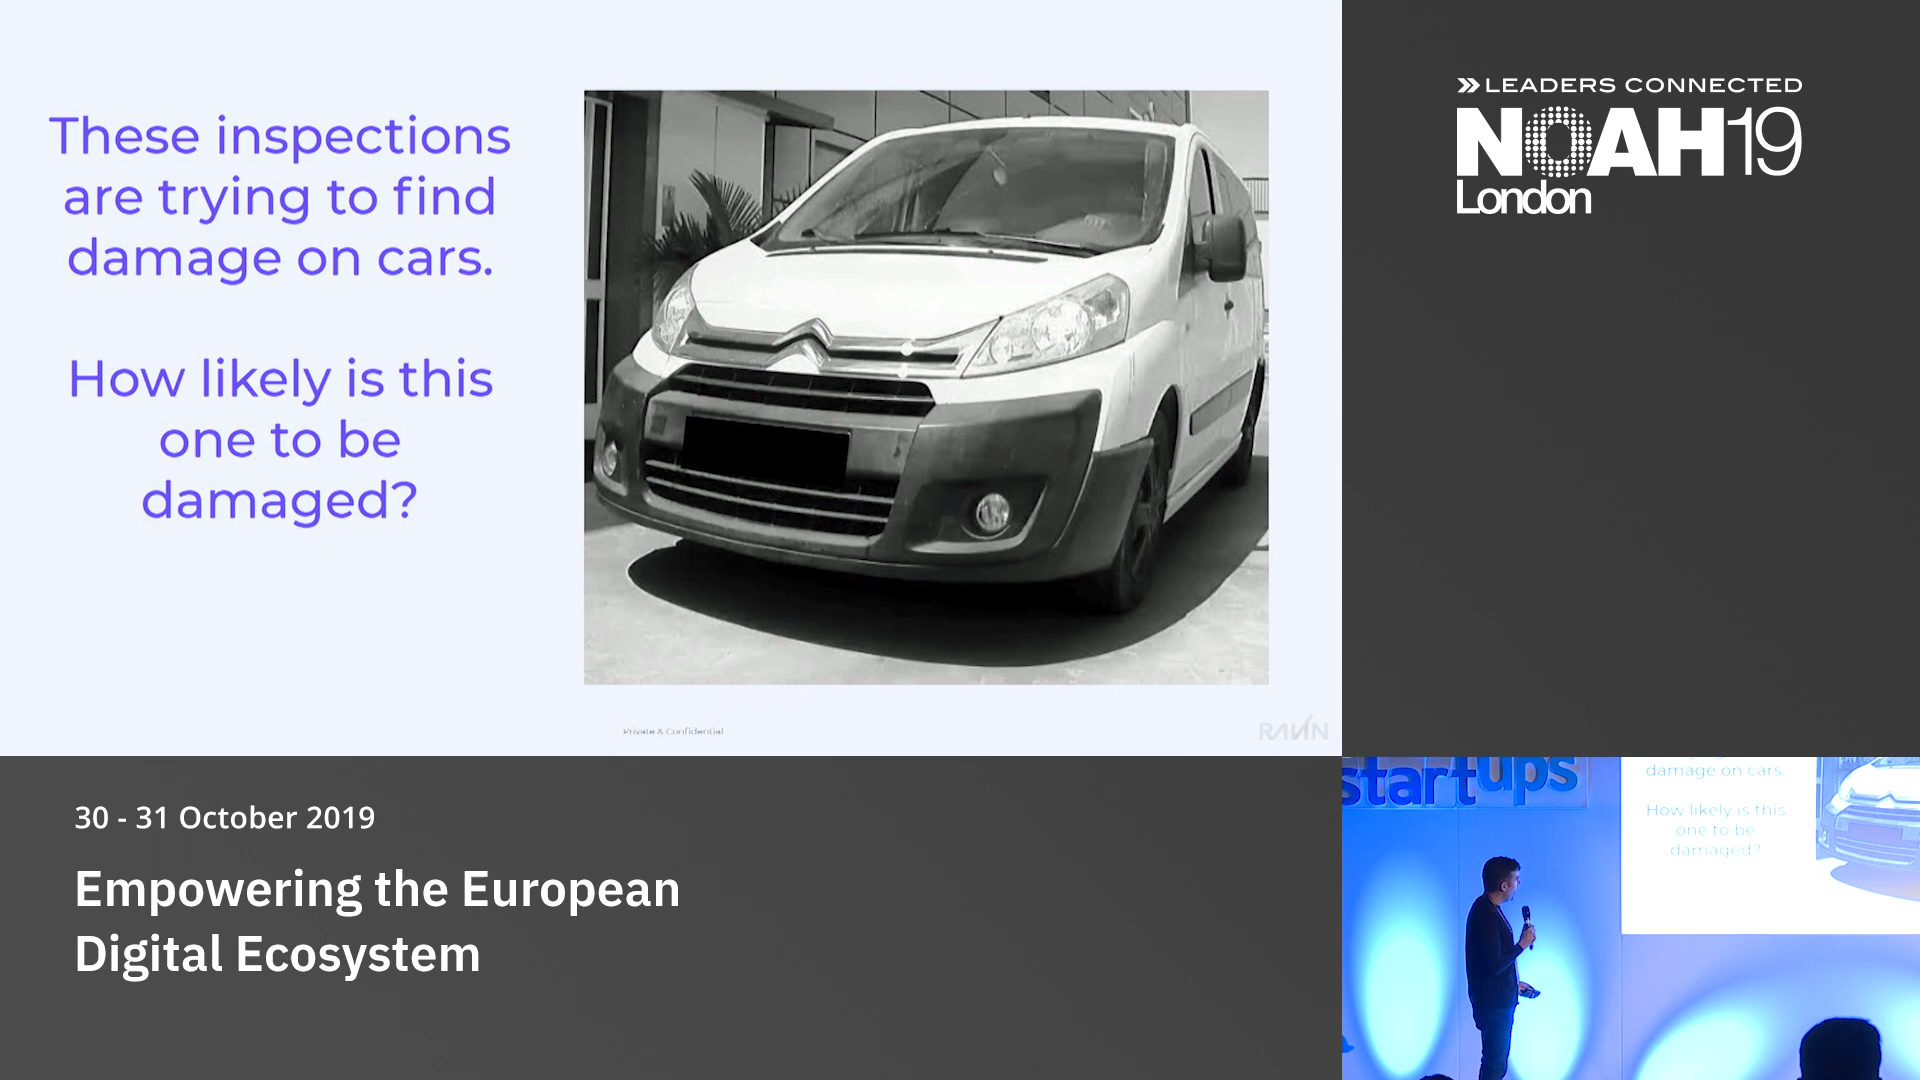 These inspections
are trying to find
damage on cars.
How likely is this
one to be
damaged?
Private & Confidential
RAVIN
LEADERS CONNECTED
NOAH19
London
30 - 31 October 2019
Empowering the European
Digital Ecosystem
startups
damage on cars.
How likely is this
one to be
damaged?